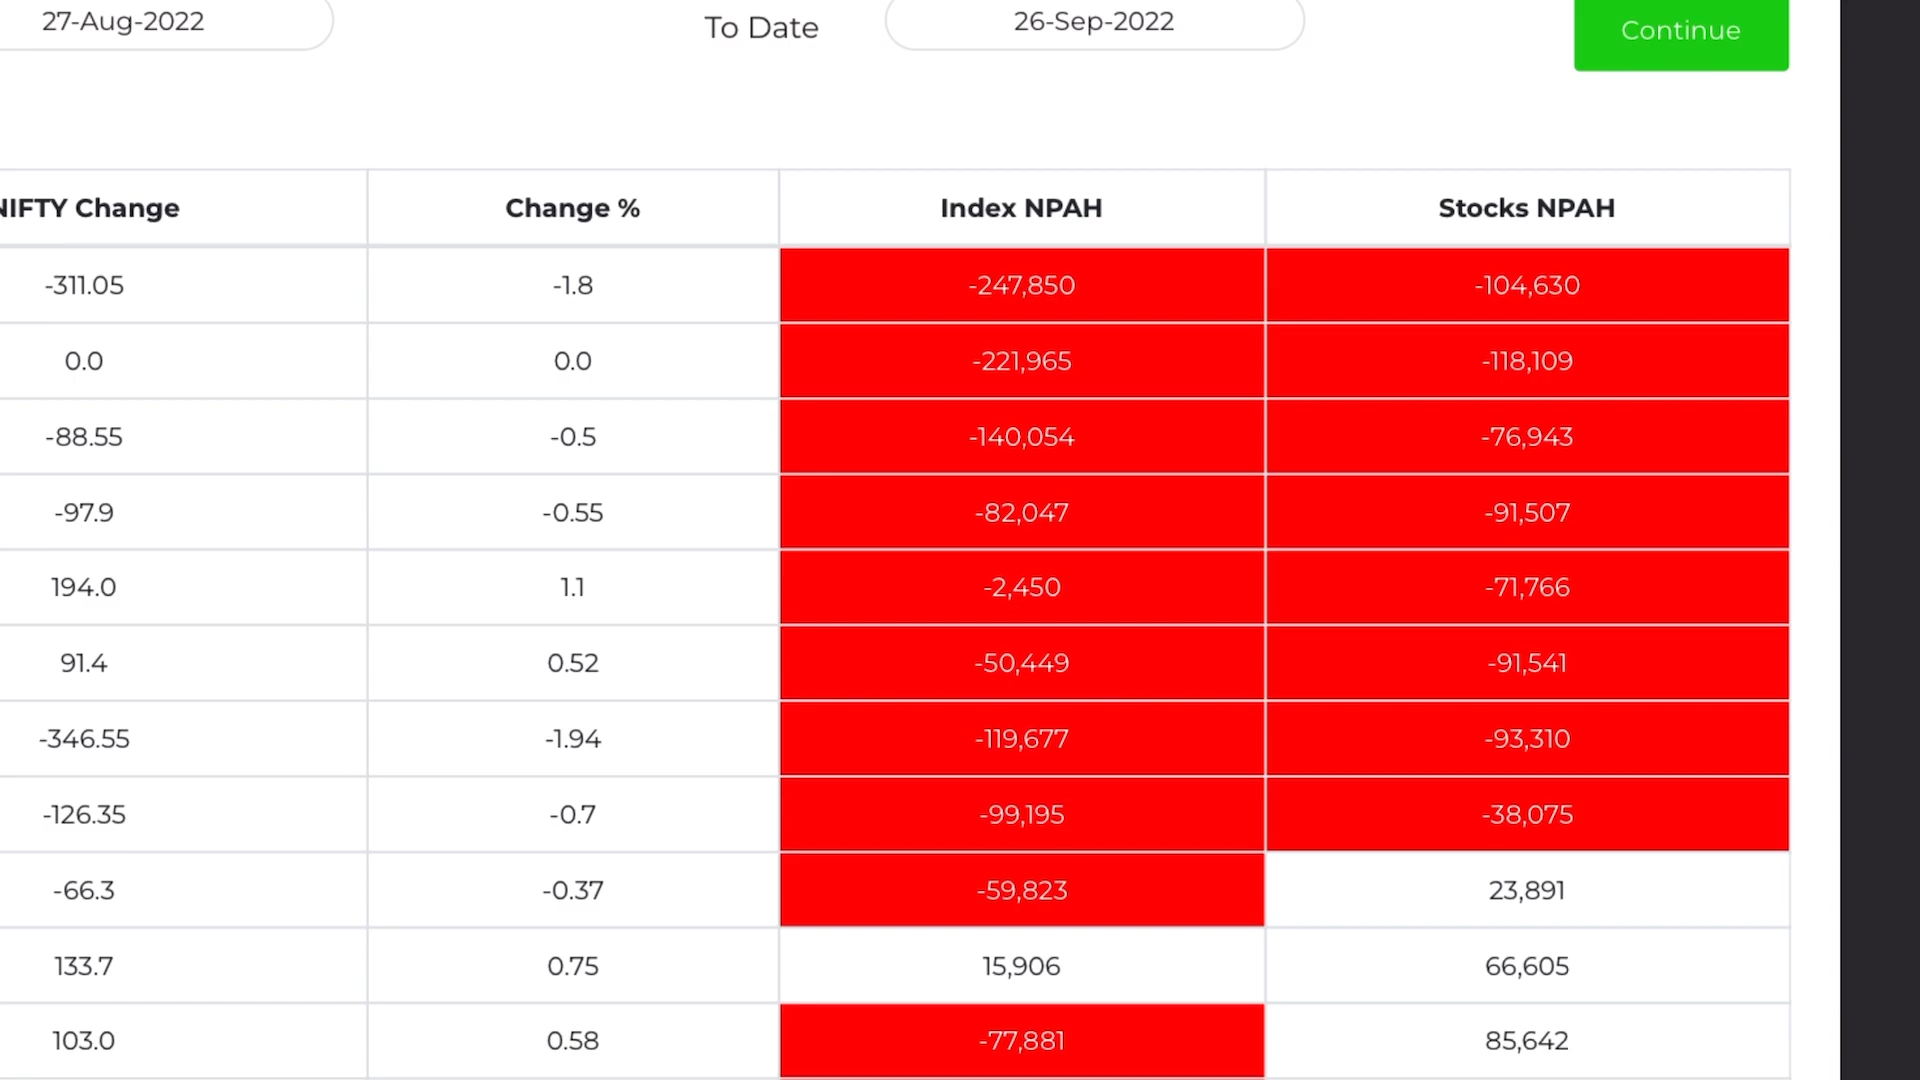 27-Aug-2022 To Date 26-Sep-2022 Continue
NIFTY Change Change % Index NPAH Stocks NPAH
-311.05 -1.8 -247,850 -104,630
0.0 0.0 -221,965 -118,109
-88.55 -0.5 -140,054 -76,943
-97.9 -0.55 -82,047 -91,507
194.0 1.1 -2,450 -71,766
91.4 0.52 -50,449 -91,541
-346.55 -1.94 -119,677 -93,310
-126.35 -0.7 -99,195 -38,075
-66.3 -0.37 -59,823 23,891
133.7 0.75 15,906 66,605
103.0 0.58 -77,881 85,642